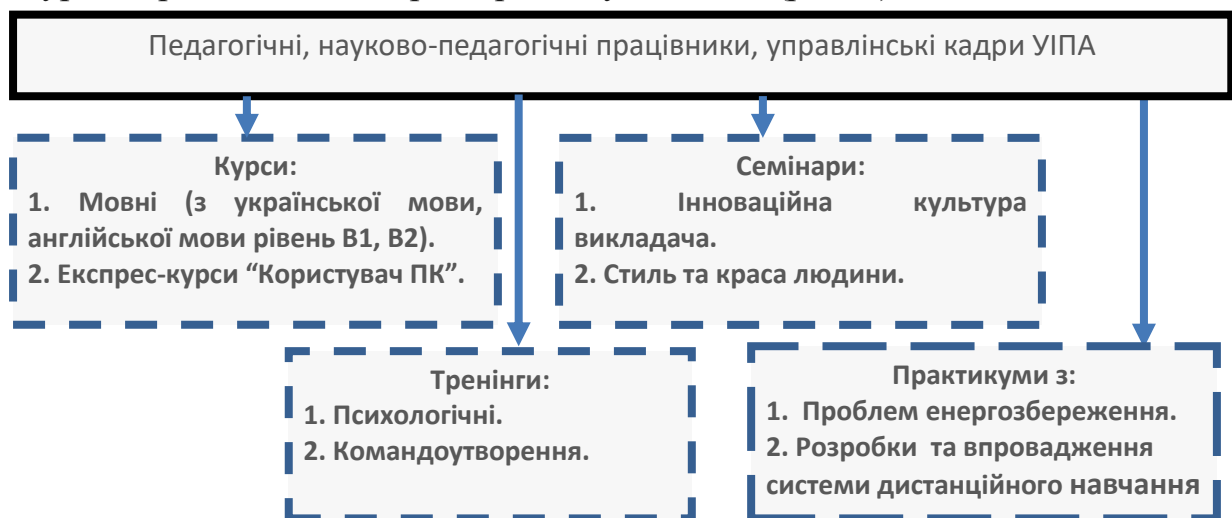 Педагогічні, науково-педагогічні працівники, управлінські кадри УІПА
Курси:
1. Мовні (з української мови,
англійської мови рівень В1, В2).
2. Експрес-курси “Користувач ПК”.
Семінари:
1. Інноваційна культура
викладача.
2. Стиль та краса людини.
Тренінги:
1. Психологічні.
2. Командоутворення.
Практикуми з:
1. Проблем енергозбереження.
2. Розробки та впровадження
системи дистанційного навчання